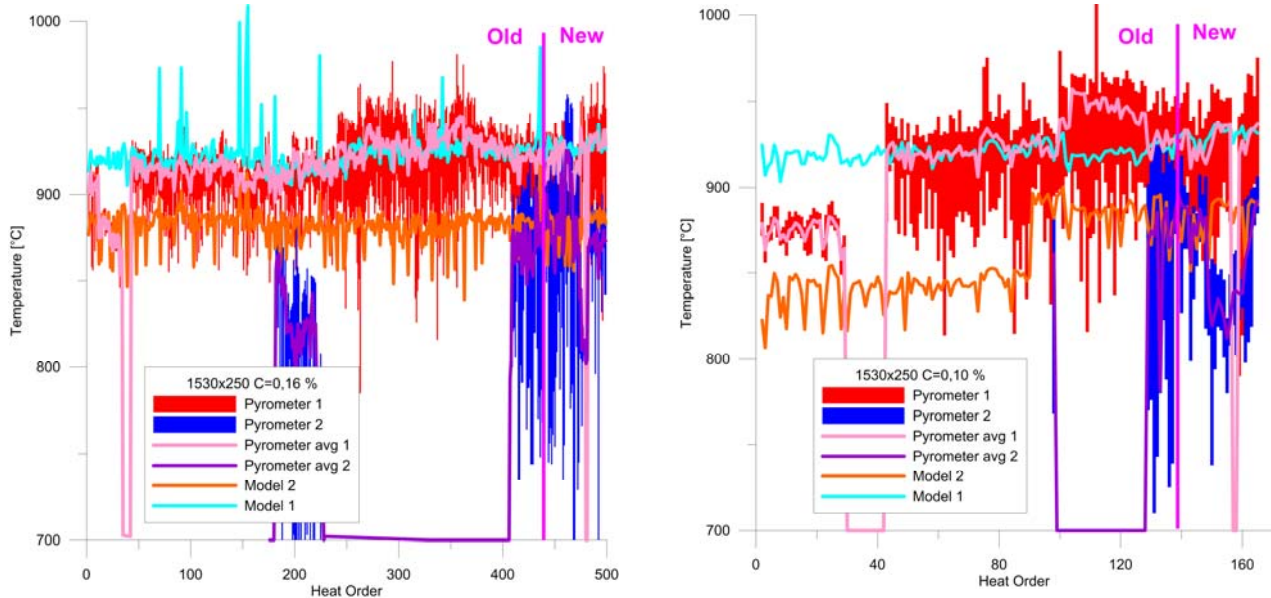 1000
900
800
700
Temperature [°C]
Old New
1530x250 C=0,16 %
Pyrometer 1
Pyrometer 2
Pyrometer avg 1
Pyrometer avg 2
Model 2
Model 1
0 100 200 300 400 500
Heat Order
1000
900
800
700
Temperature [°C]
Old New
1530x250 C=0,10 %
Pyrometer 1
Pyrometer 2
Pyrometer avg 1
Pyrometer avg 2
Model 2
Model 1
0 40 80 120 160
Heat Order